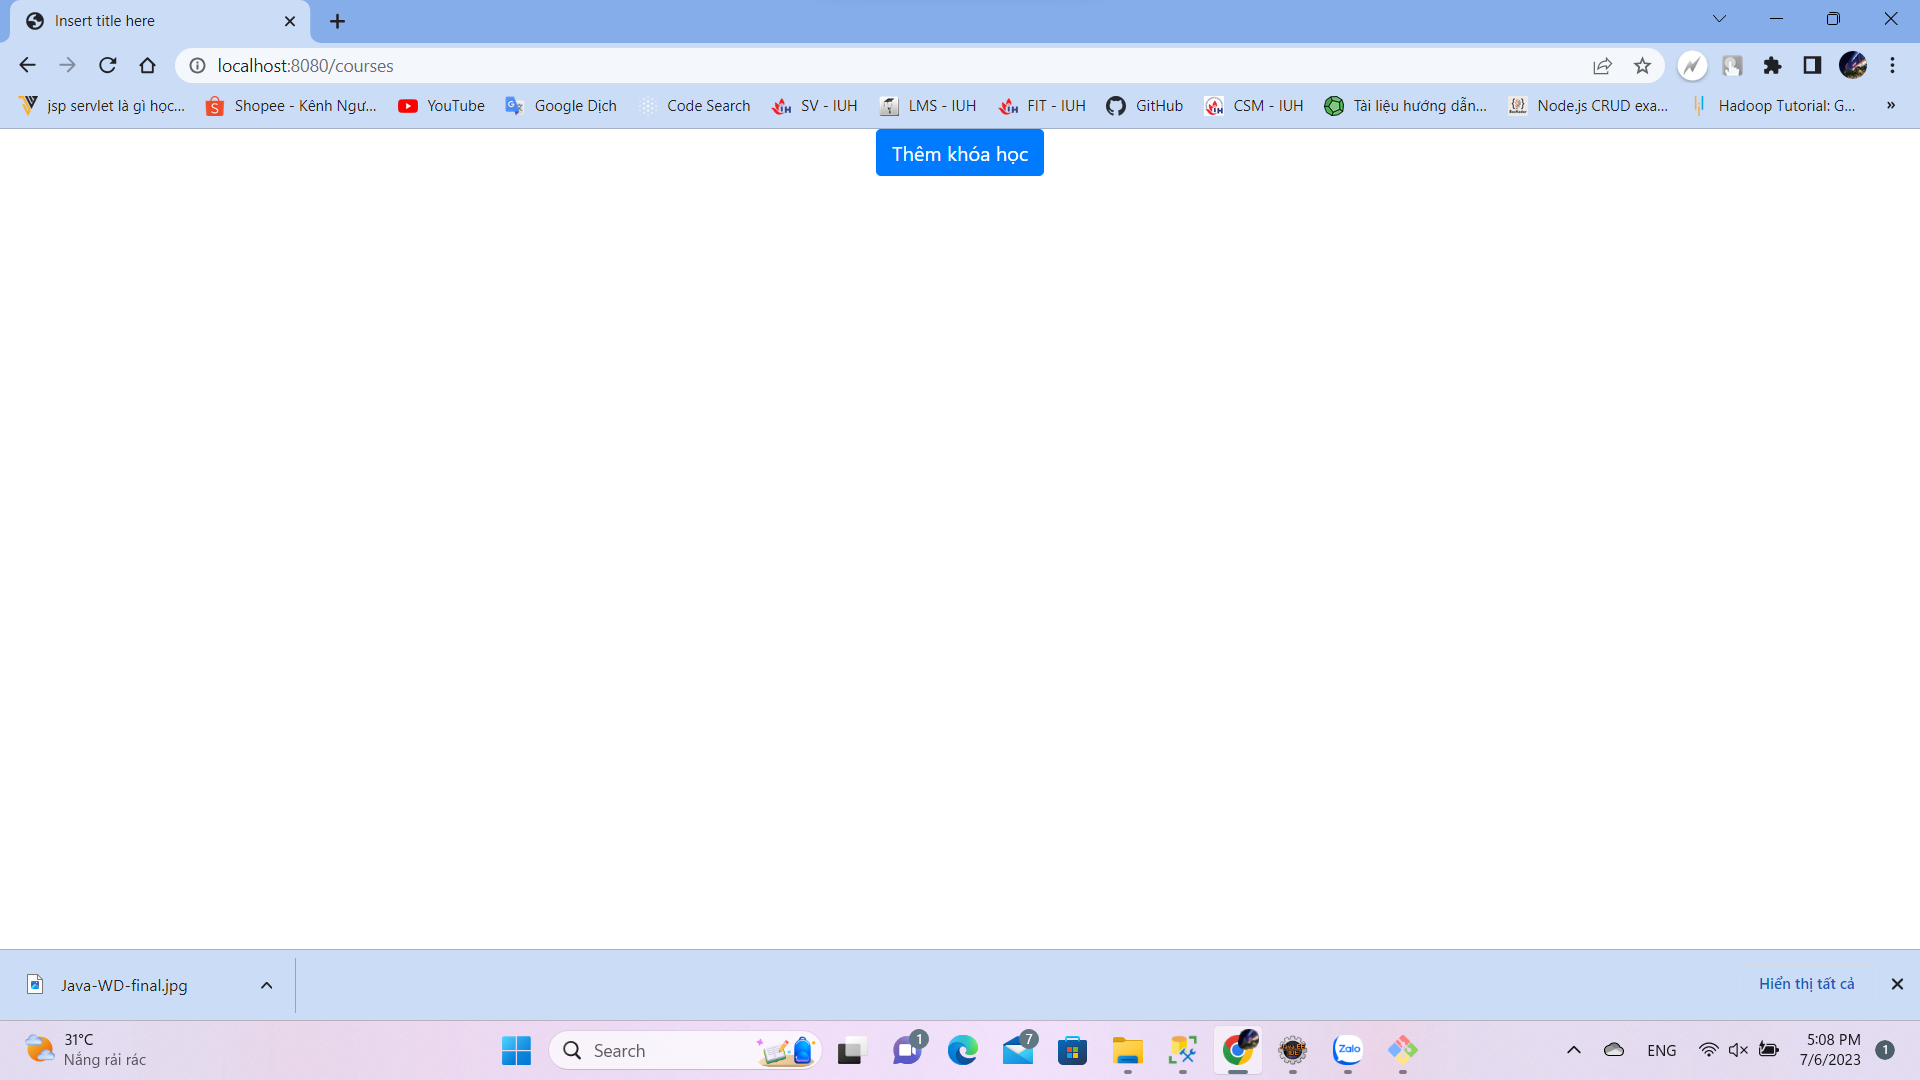 Insert title here
localhost:8080/courses
jsp servlet là gì học... Shopee - Kênh Ngư... YouTube Google Dịch Code Search SV - IUH LMS - IUH FIT - IUH GitHub CSM - IUH Tài liệu hướng dẫn... Node.js CRUD exa... Hadoop Tutorial: G... »
Thêm khóa học
Java-WD-final.jpg
Hiển thị tất cả
31°C
Nắng rải rác
Search
1
7
Zalo
ENG
5:08 PM
7/6/2023
1